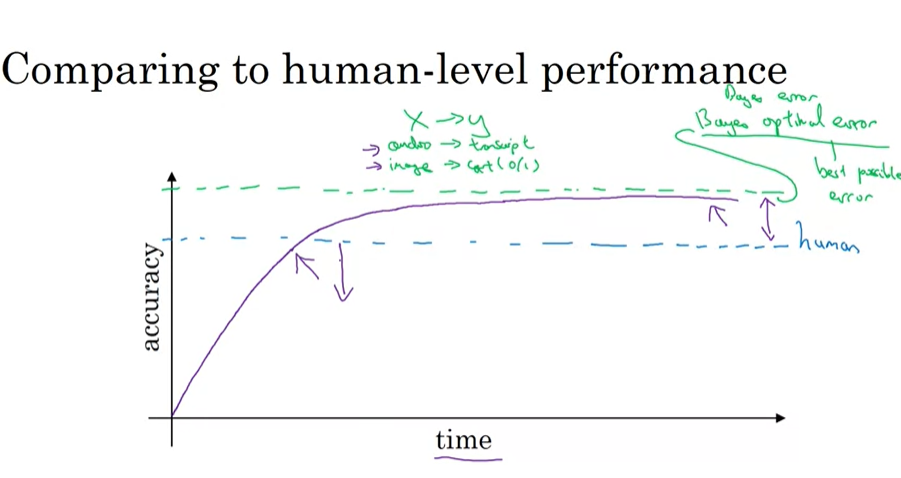 Comparing to human-level performance
Bayes error
Bayes optimal error
best possible
error
x → y
→ audio → transcript
→ image → cat (0/1)
human
accuracy
time